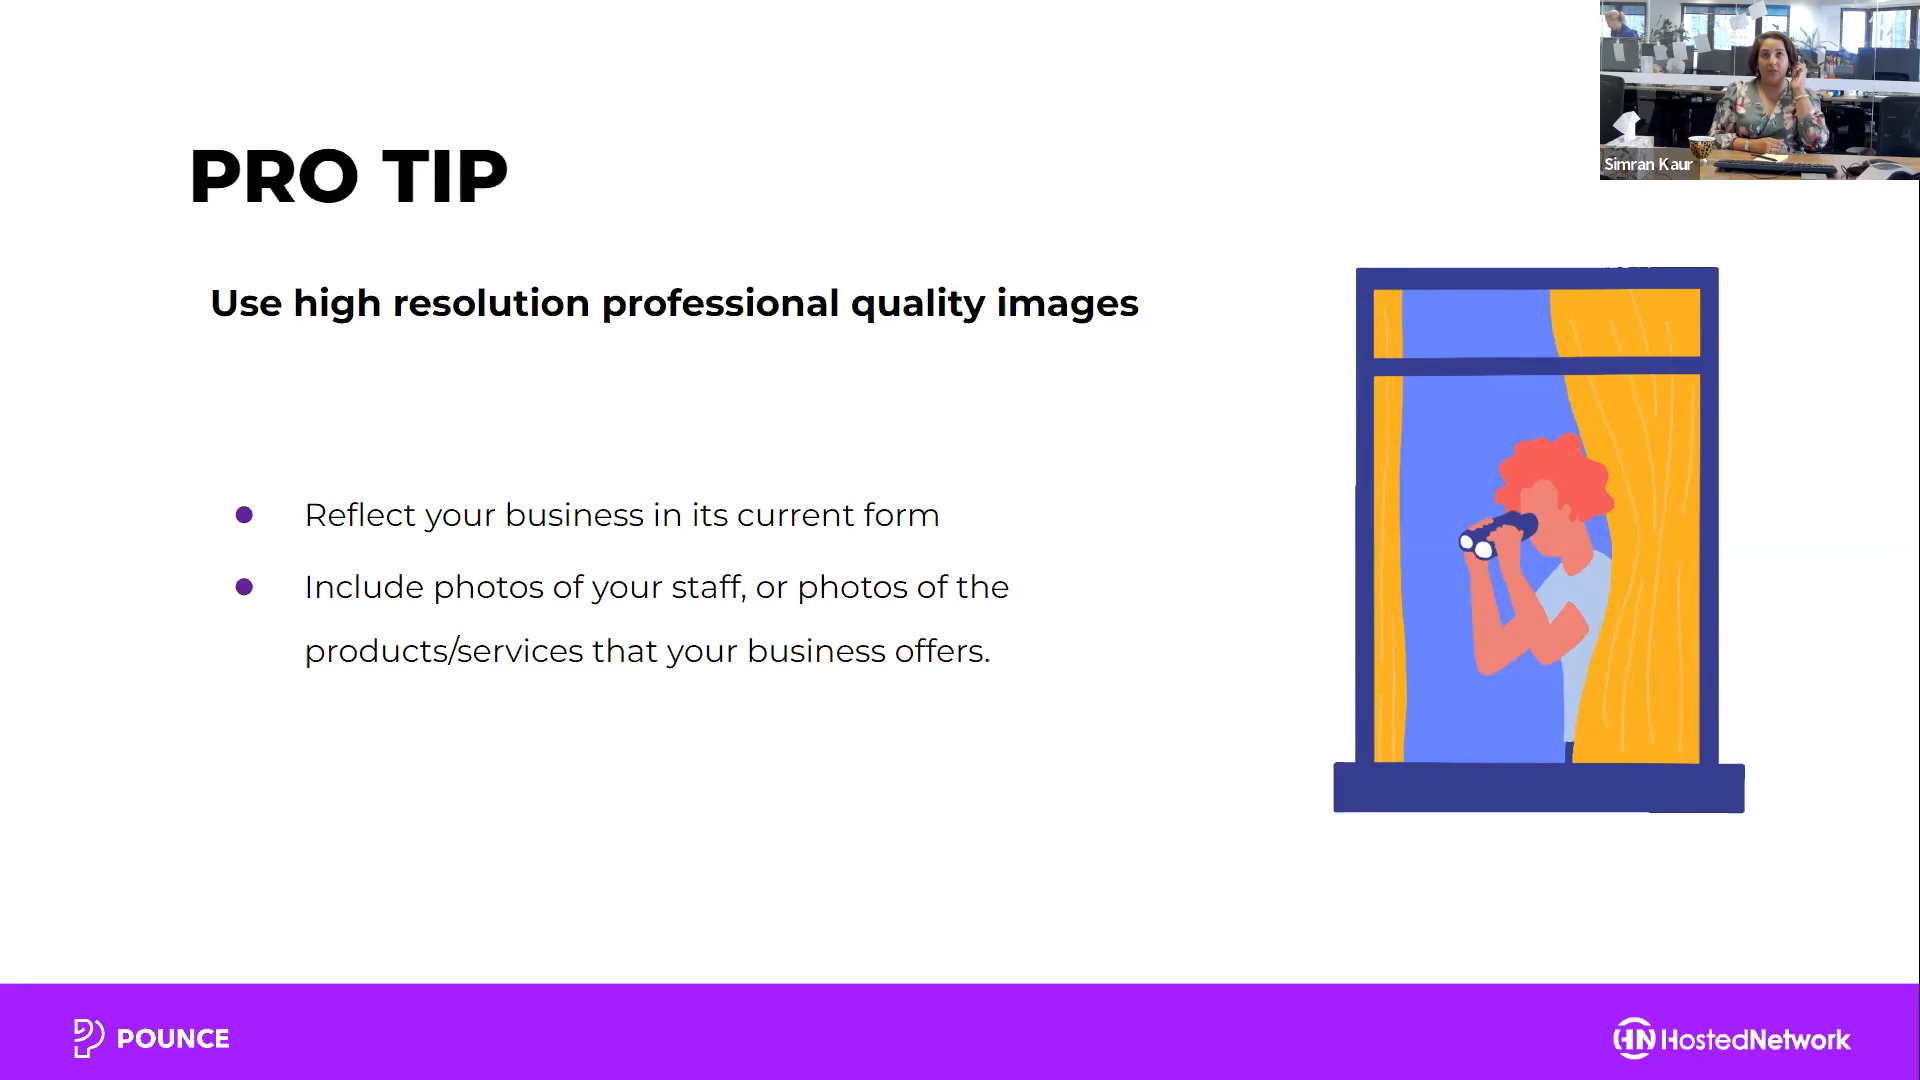 Simran Kaur
PRO TIP
Use high resolution professional quality images
Reflect your business in its current form
Include photos of your staff, or photos of the
products/services that your business offers.
POUNCE
HN HostedNetwork